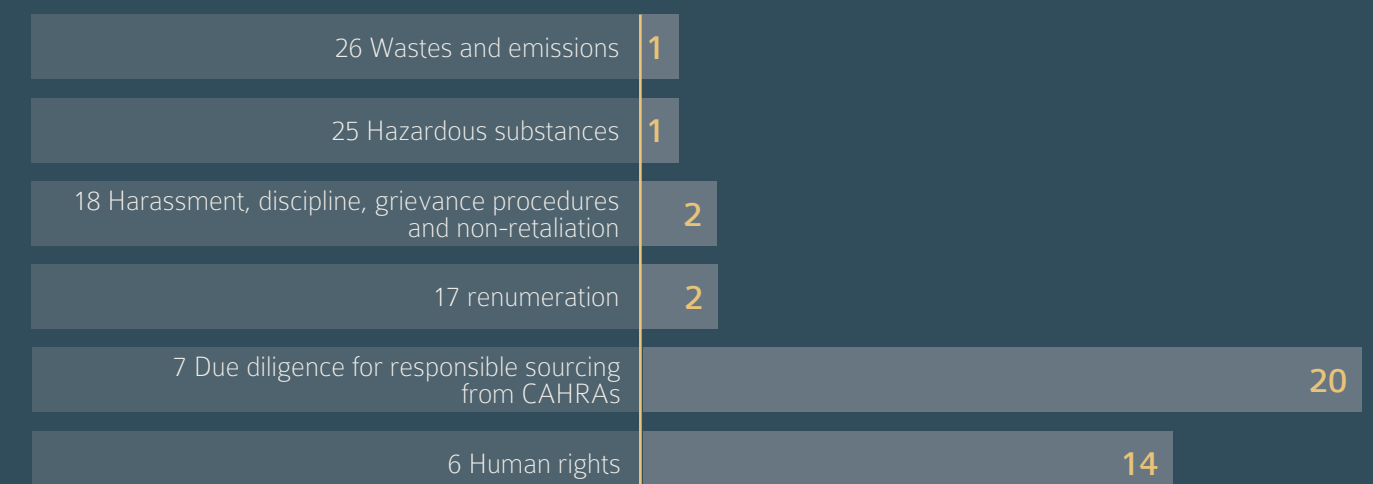 26 Wastes and emissions 1
25 Hazardous substances 1
18 Harassment, discipline, grievance procedures
and non-retaliation 2
17 renumeration 2
7 Due diligence for responsible sourcing
from CAHRAs 20
6 Human rights 14